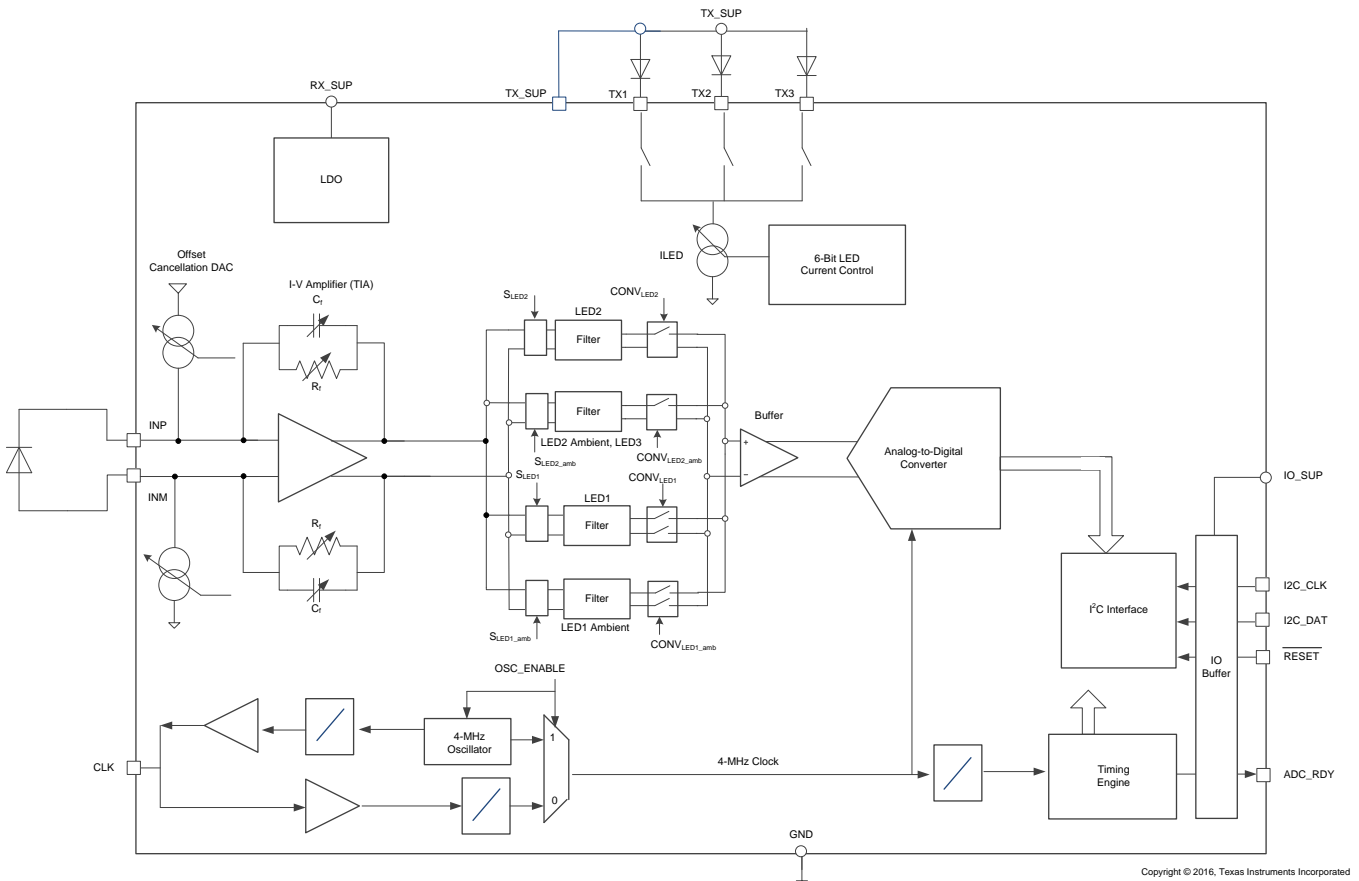 TX_SUP
RX_SUP
TX_SUP
TX1
TX2
TX3
LDO
ILED
6-Bit LED
Current Control
Offset
Cancellation DAC
I-V Amplifier (TIA)
Cf
Rf
SLED2
CONVLED2
LED2
Filter
INP
INM
Filter
LED2 Ambient, LED3
SLED2_amb
CONVLED2_amb
Buffer
+
−
Analog-to-Digital
Converter
SLED1
CONVLED1
LED1
Filter
Rf
Cf
Filter
LED1 Ambient
SLED1_amb
CONVLED1_amb
IO_SUP
I2C_CLK
I2C_DAT
RESET
I2C Interface
IO
Buffer
OSC_ENABLE
4-MHz
Oscillator
1
0
CLK
4-MHz Clock
Timing
Engine
ADC_RDY
GND
Copyright © 2016, Texas Instruments Incorporated